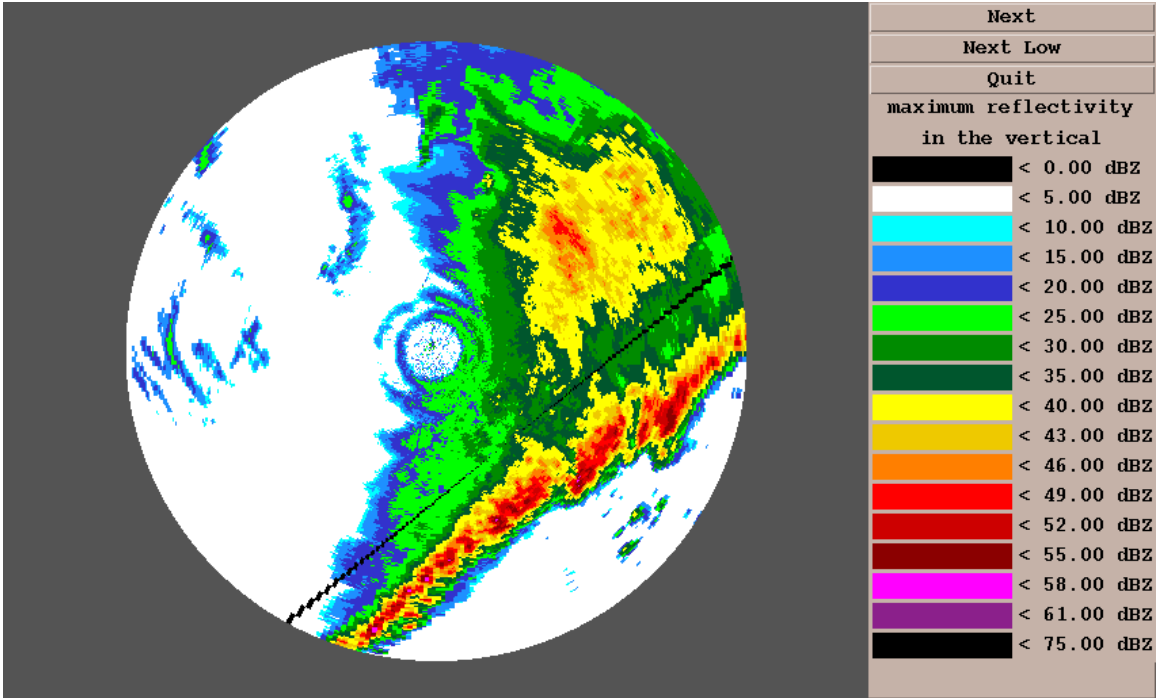 Next
Next Low
Quit
maximum reflectivity
in the vertical
< 0.00 dBZ
< 5.00 dBZ
< 10.00 dBZ
< 15.00 dBZ
< 20.00 dBZ
< 25.00 dBZ
< 30.00 dBZ
< 35.00 dBZ
< 40.00 dBZ
< 43.00 dBZ
< 46.00 dBZ
< 49.00 dBZ
< 52.00 dBZ
< 55.00 dBZ
< 58.00 dBZ
< 61.00 dBZ
< 75.00 dBZ